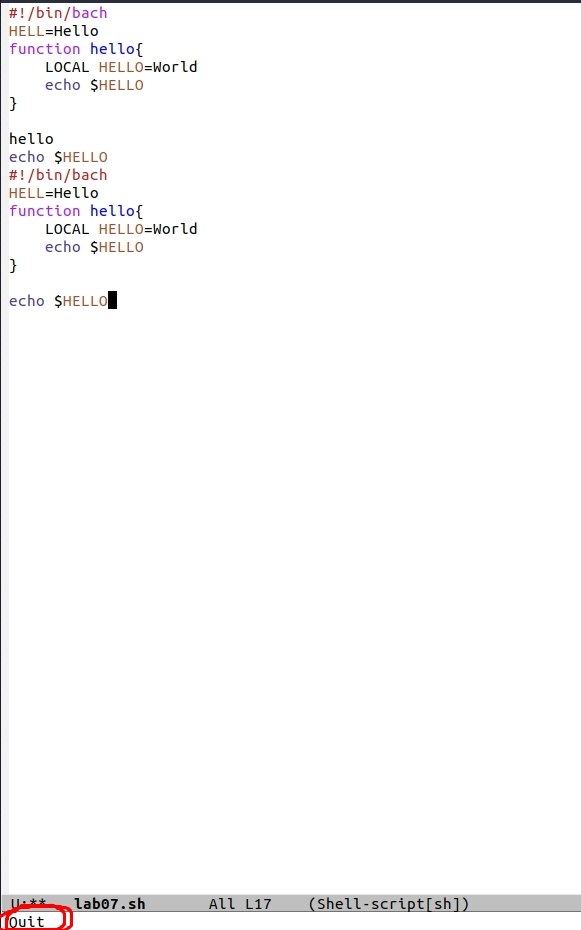 #!/bin/bach
HELL=Hello
function hello{
    LOCAL HELLO=World
    echo $HELLO
}

hello
echo $HELLO
#!/bin/bach
HELL=Hello
function hello{
    LOCAL HELLO=World
    echo $HELLO
}

echo $HELLO
U:**   lab07.sh       All L17    (Shell-script[sh])
Quit